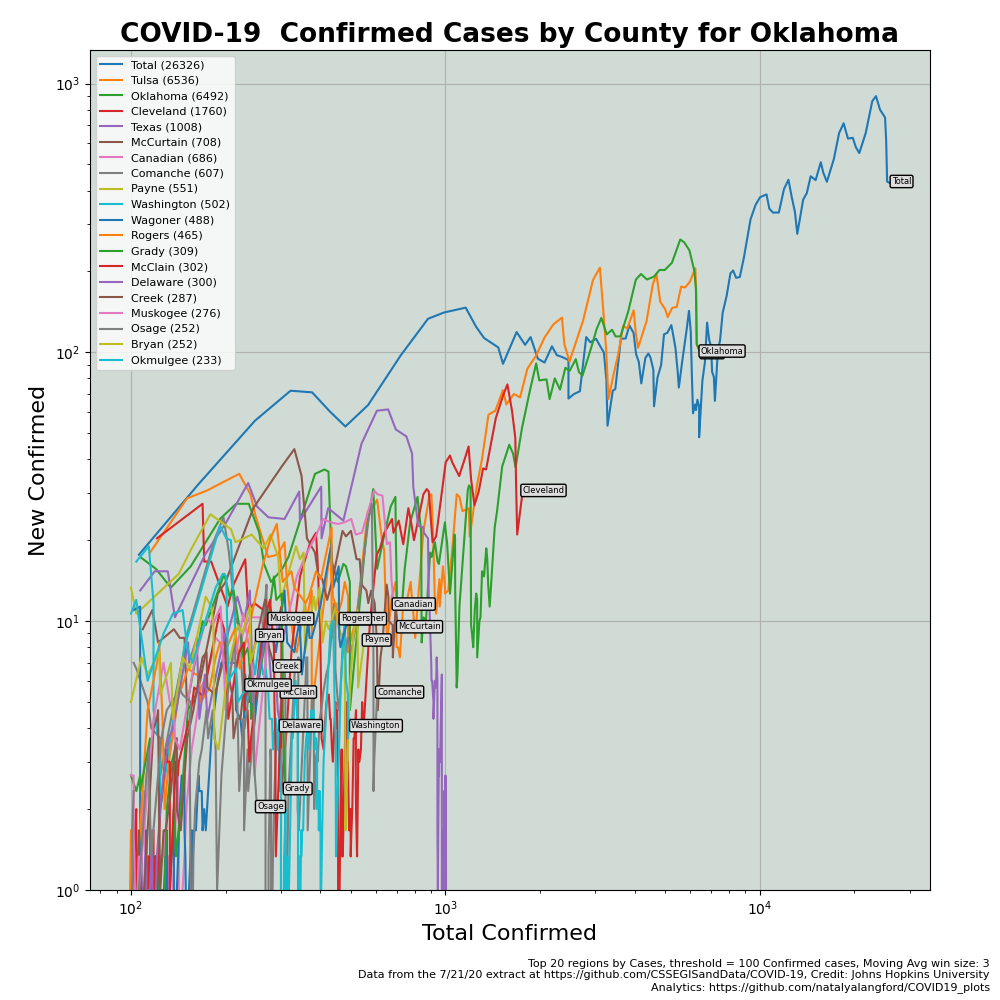 COVID-19  Confirmed Cases by County for Oklahoma
New Confirmed
10³
10²
10¹
10⁰
Total (26326)
Tulsa (6536)
Oklahoma (6492)
Cleveland (1760)
Texas (1008)
McCurtain (708)
Canadian (686)
Comanche (607)
Payne (551)
Washington (502)
Wagoner (488)
Rogers (465)
Grady (309)
McClain (302)
Delaware (300)
Creek (287)
Muskogee (276)
Osage (252)
Bryan (252)
Okmulgee (233)
Total
Oklahoma
Cleveland
Canadian
Muskogee
Rogers
McCurtain
Bryan
Payne
Creek
Okmulgee
McClain
Comanche
Delaware
Washington
Grady
Osage
10²
10³
10⁴
Total Confirmed
Top 20 regions by Cases, threshold = 100 Confirmed cases, Moving Avg win size: 3
Data from the 7/21/20 extract at https://github.com/CSSEGISandData/COVID-19, Credit: Johns Hopkins University
Analytics: https://github.com/natalyalangford/COVID19_plots